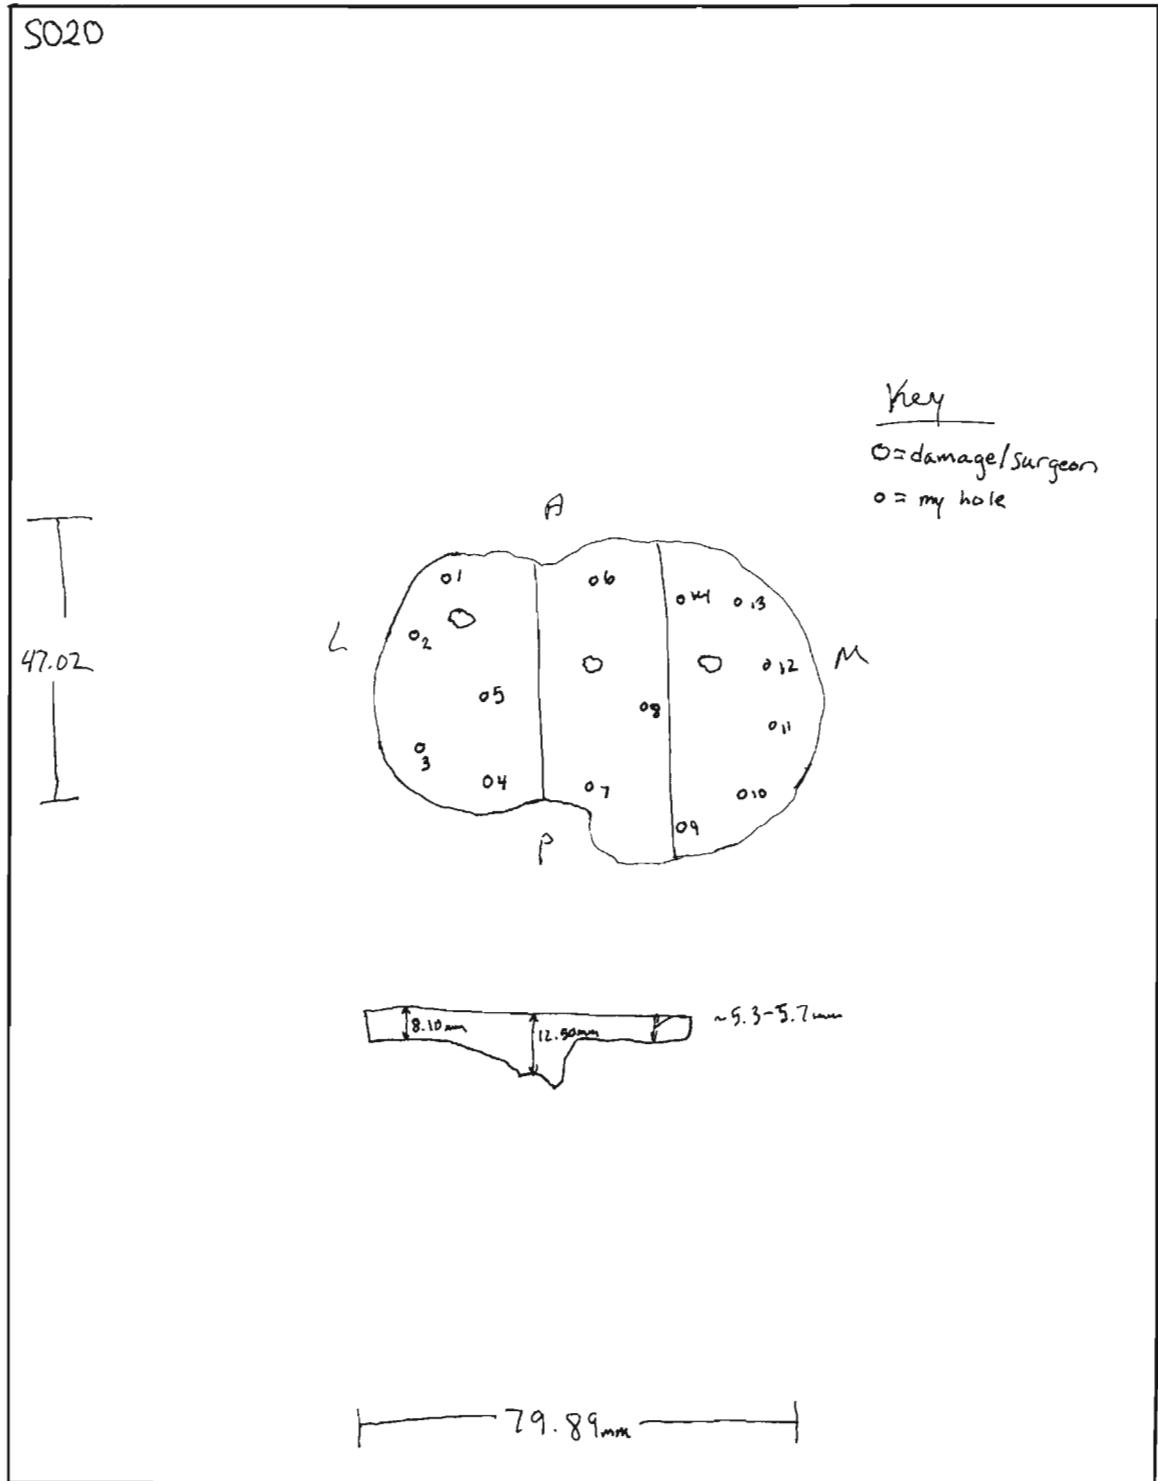 S020
Key
O = damage/surgeon
o = my hole
A
1
6
14
13
L
2
47.02
12
M
5
8
11
3
4
7
10
9
P
8.10mm
12.50mm
~5.3-5.7mm
79.89mm